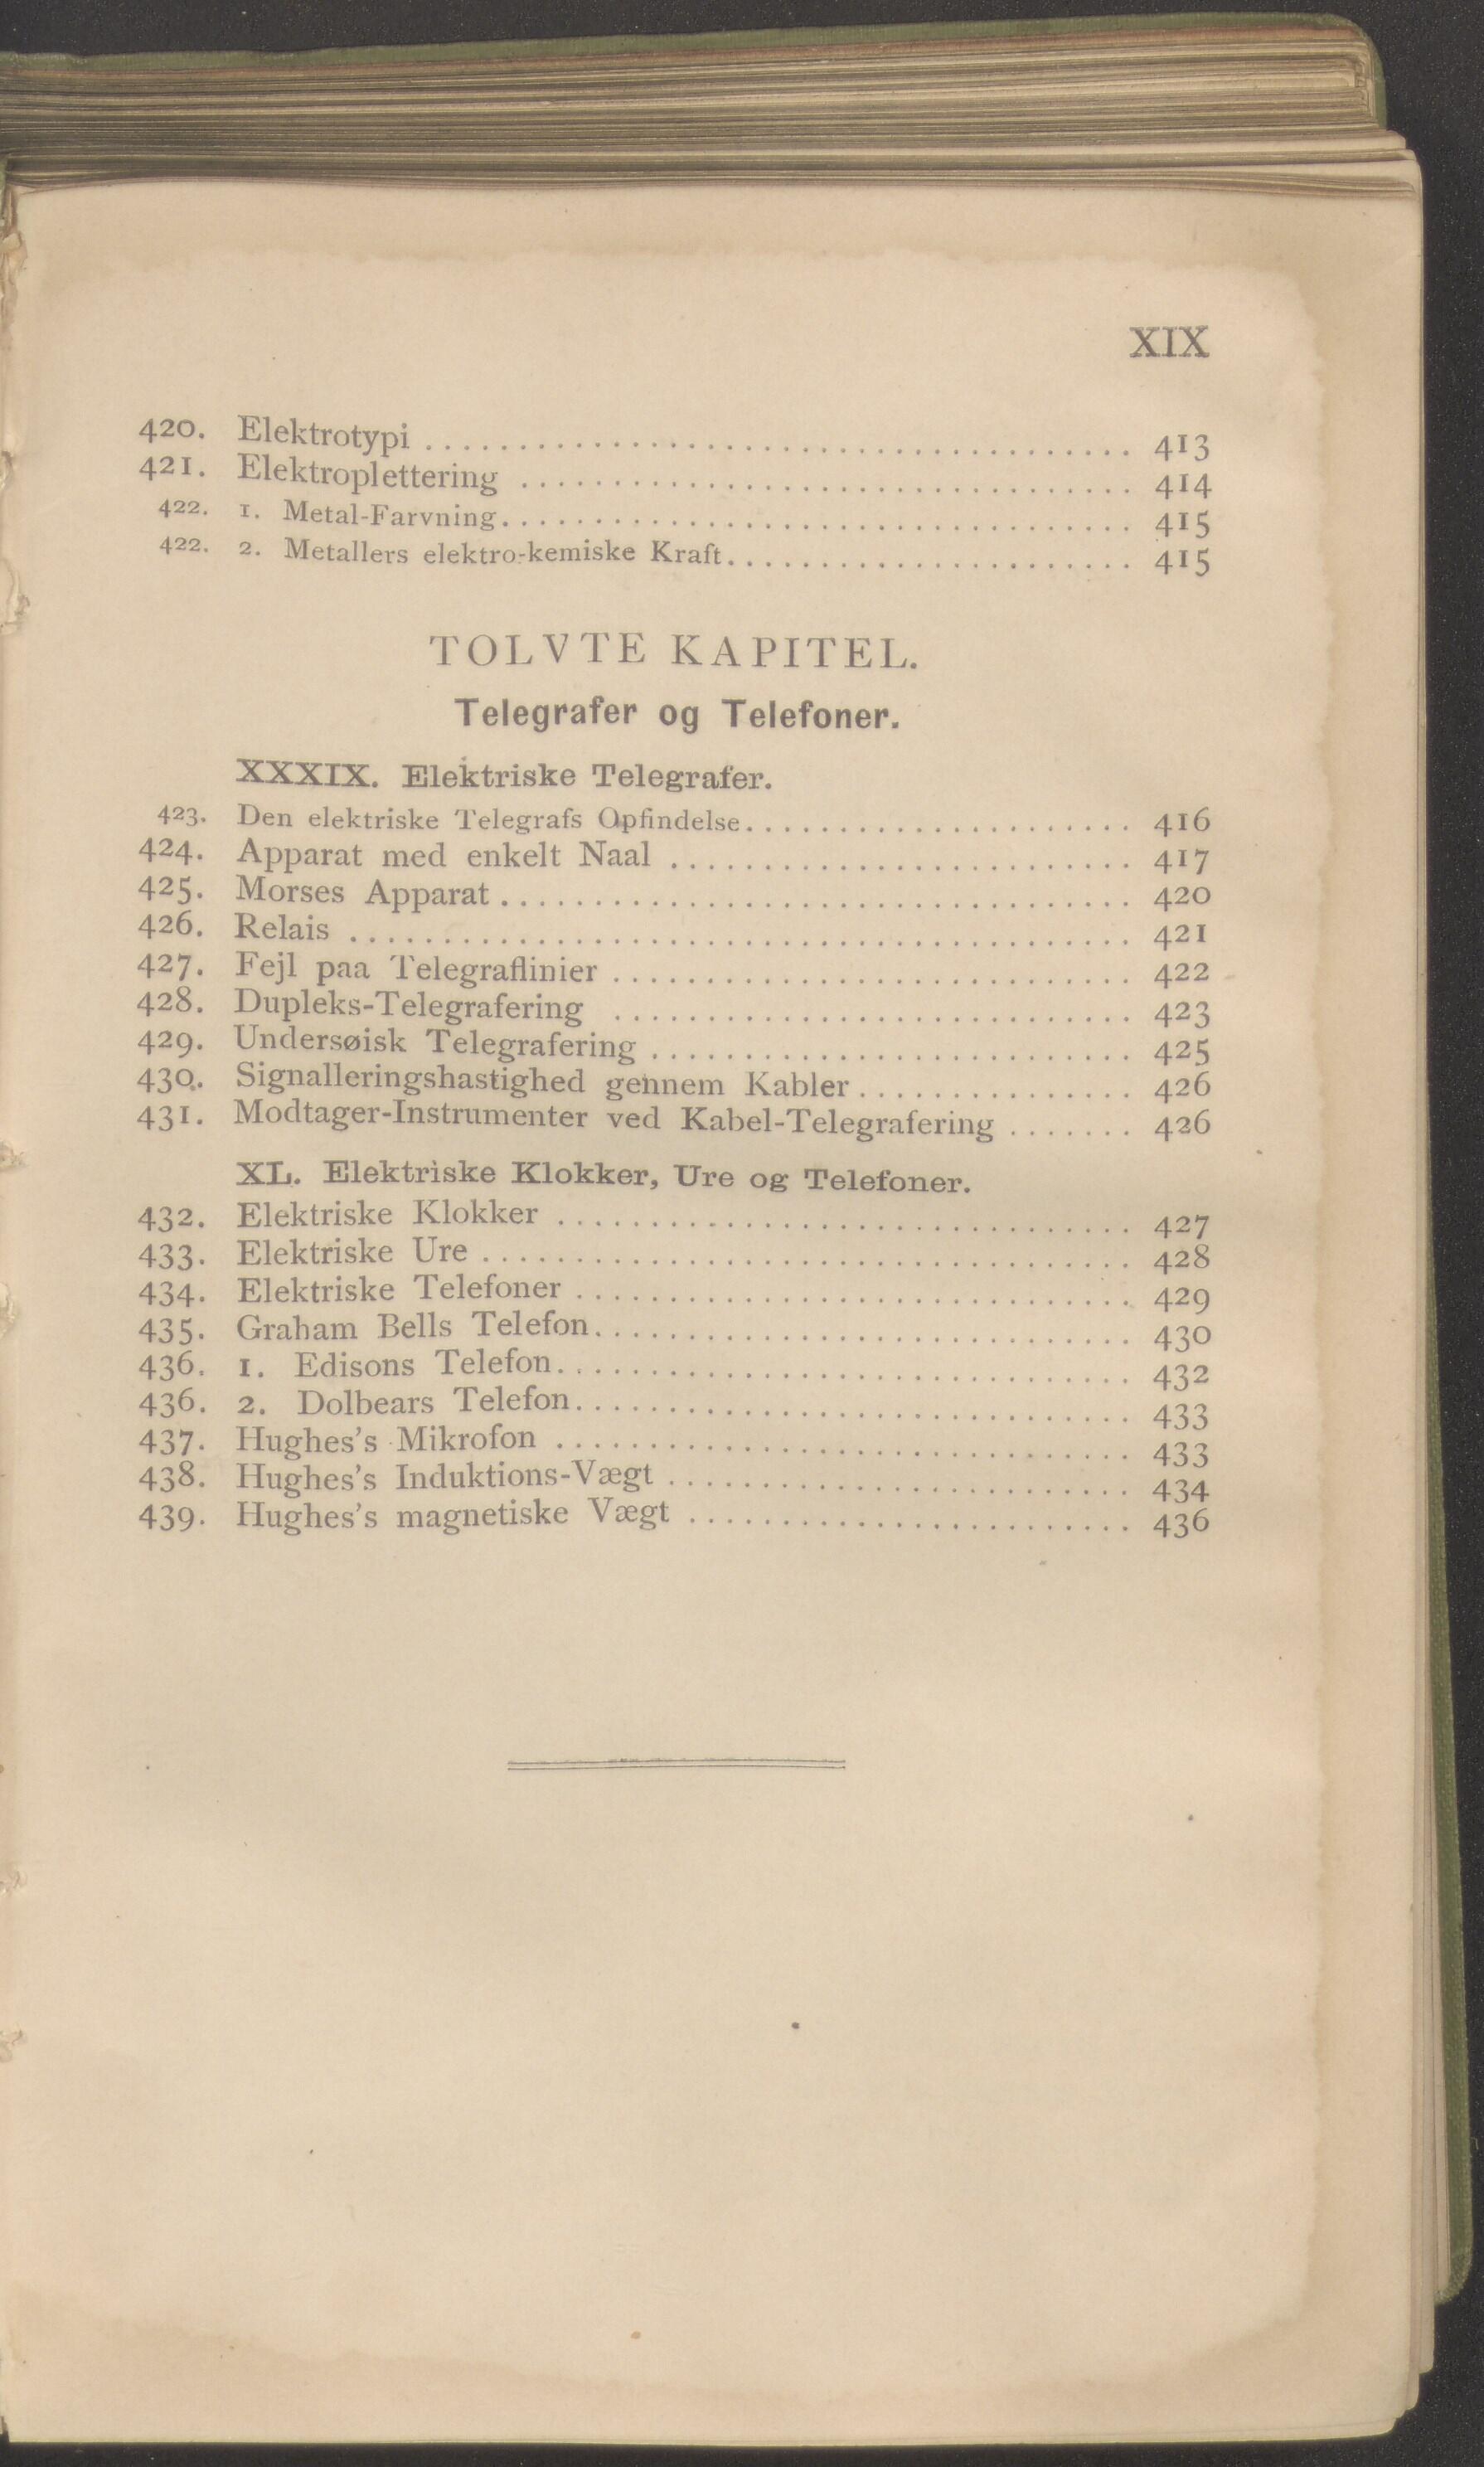 XIX
420. Elektrotypi ........................................ 413
421. Elektroplettering .................................. 414
422. 1. Metal-Farvning................................... 415
422. 2. Metallers elektro-kemiske Kraft...................... 415
TOLVTE KAPITEL.
Telegrafer og Telefoner.
XXXIX. Elektriske Telegrafer.
423. Den elektriske Telegrafs Opfindelse..................... 416
424. Apparat med enkelt Naal ......................... 417
425. Morses Apparat .................................. 420
426. Relais .......................................... 421
427. Fejl paa Telegraflinier ............................ 422
428. Dupleks-Telegrafering ............................ 423
429. Undersøisk Telegrafering .......................... 425
430. Signalleringshastighed gennem Kabler ............... 426
431. Modtager-Instrumenter ved Kabel-Telegrafering ....... 426
XL. Elektriske Klokker, Ure og Telefoner.
432. Elektriske Klokker ............................... 427
433. Elektriske Ure ................................... 428
434. Elektriske Telefoner .............................. 429
435. Graham Bells Telefon............................. 430
436. 1. Edisons Telefon............................... 432
436. 2. Dolbears Telefon.............................. 433
437. Hughes's Mikrofon ............................... 433
438. Hughes's Induktions-Vægt ......................... 434
439. Hughes's magnetiske Vægt ........................ 436